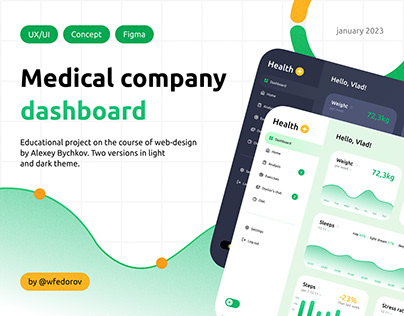 UX/UI
Concept
Figma
january 2023
Medical company
dashboard
Educational project on the course of web-design
by Alexey Bychkov. Two versions in light
and dark theme.
by @wfedorov
Health
Dashboard
Home
Hello, Vlad!
Weight
72,3kg
Health
Dashboard
Home
Analysis
Exercises
Doctor's chat
Settings
Log out
Hello, Vlad!
Weight
72,3kg
Sleeps
Steps
-23%
Stress rat